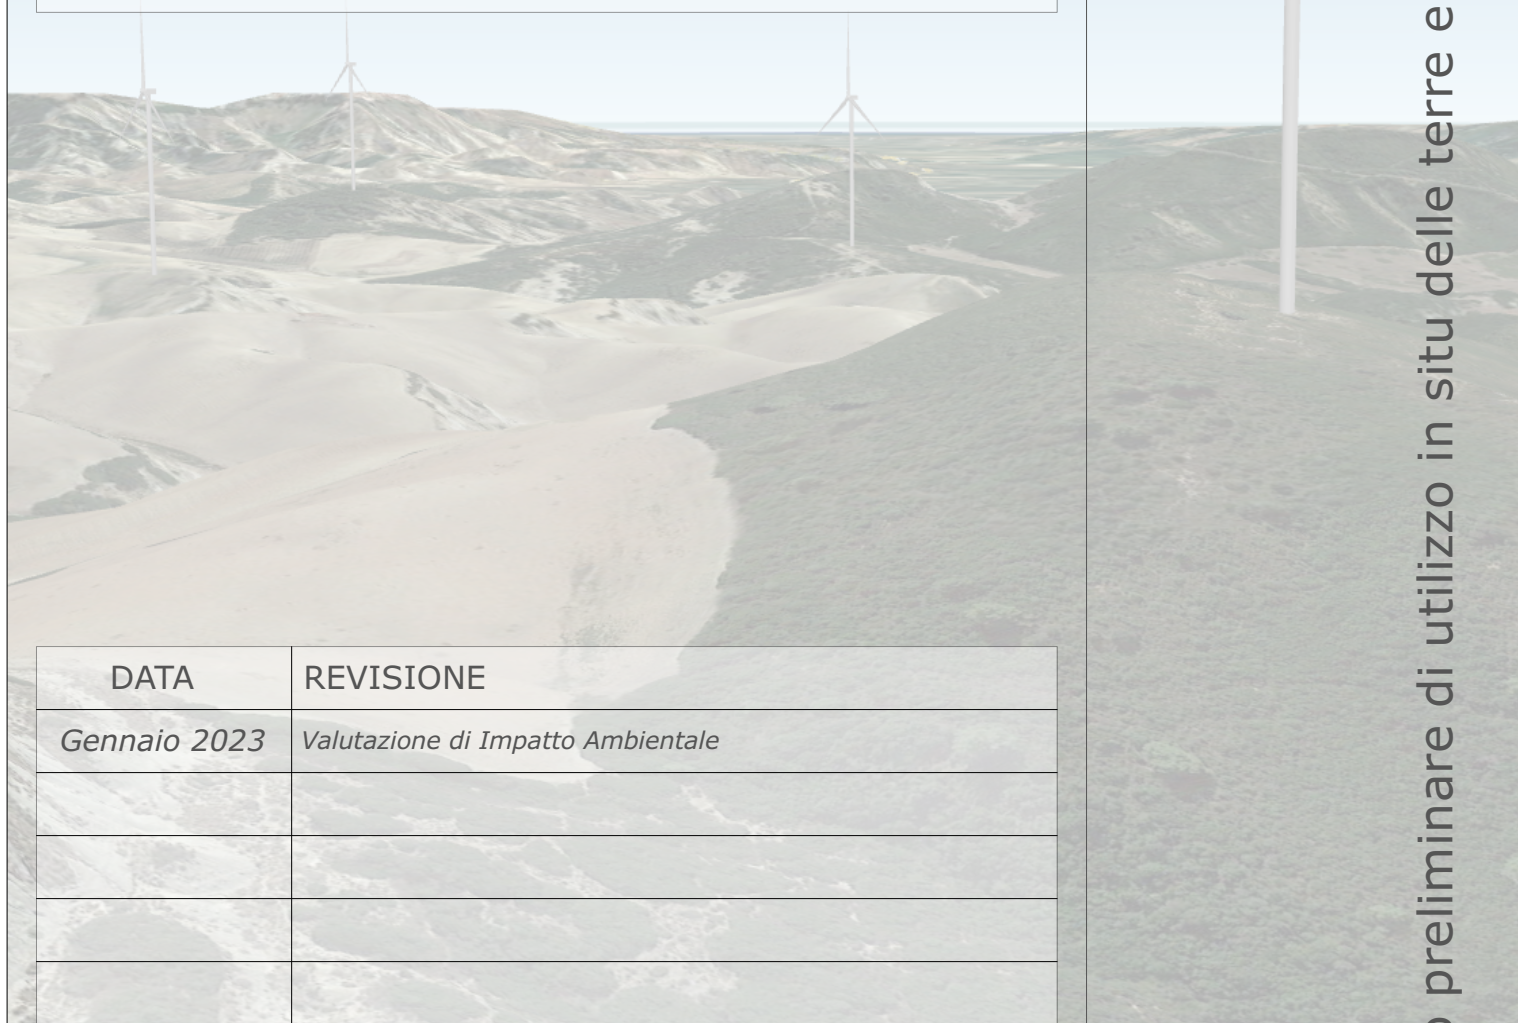 DATA REVISIONE
Gennaio 2023 Valutazione di Impatto Ambientale
preliminare di utilizzo in situ delle terre e